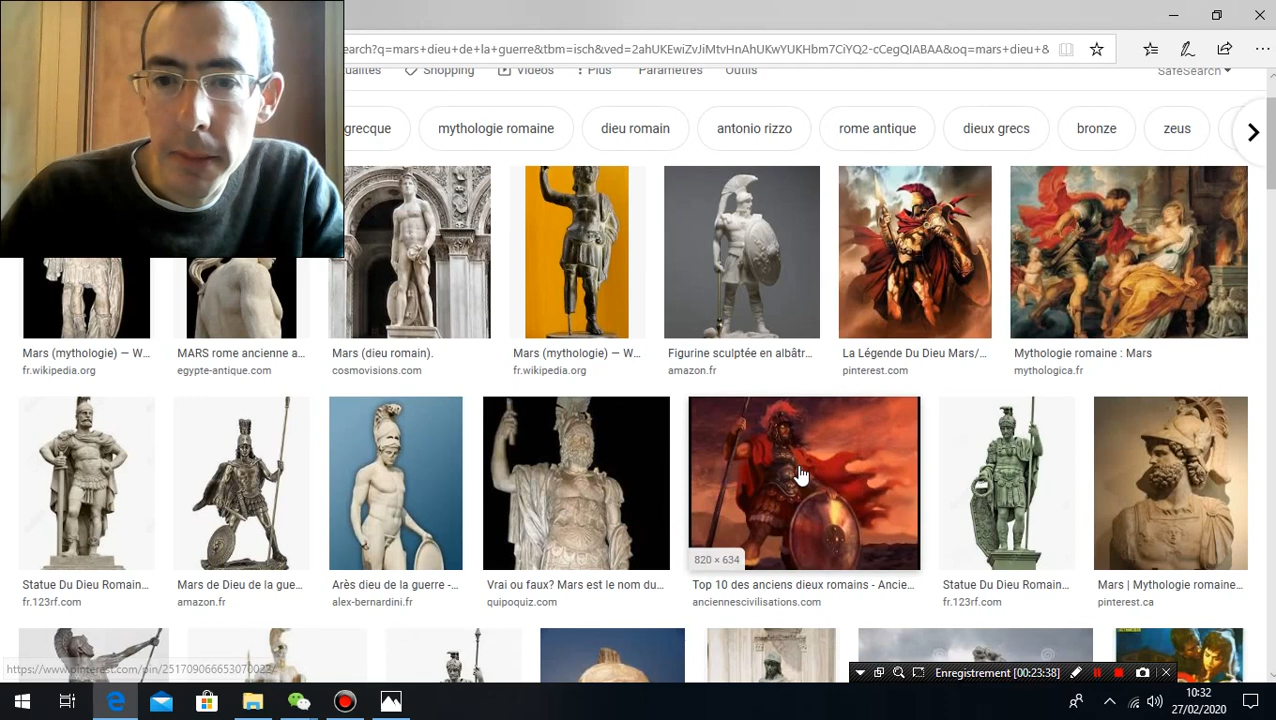 search?q=mars+dieu+de+la+guerre&tbm=isch&ved=2ahUKEwiZvJiMtvHnAhUKwYUKHbm7CiYQ2-cCegQIABAA&oq=mars+dieu+&
Shopping
Vidéos
Plus
Paramètres
Outils
SafeSearch
grecque
mythologie romaine
dieu romain
antonio rizzo
rome antique
dieux grecs
bronze
zeus
Mars (mythologie) — W...
MARS rome ancienne a...
Mars (dieu romain).
Mars (mythologie) — W...
Figurine sculptée en albâtr...
La Légende Du Dieu Mars/...
Mythologie romaine : Mars
fr.wikipedia.org
egypte-antique.com
cosmovisions.com
fr.wikipedia.org
amazon.fr
pinterest.com
mythologica.fr
820 × 634
Statue Du Dieu Romain...
Mars de Dieu de la gue...
Arès dieu de la guerre -...
Vrai ou faux? Mars est le nom du...
Top 10 des anciens dieux romains - Ancie...
Statue Du Dieu Romain...
Mars | Mythologie romaine...
fr.123rf.com
amazon.fr
alex-bernardini.fr
quipoquiz.com
anciennescivilisations.com
fr.123rf.com
pinterest.ca
Enregistrement [00:23:38]
10:32
27/02/2020